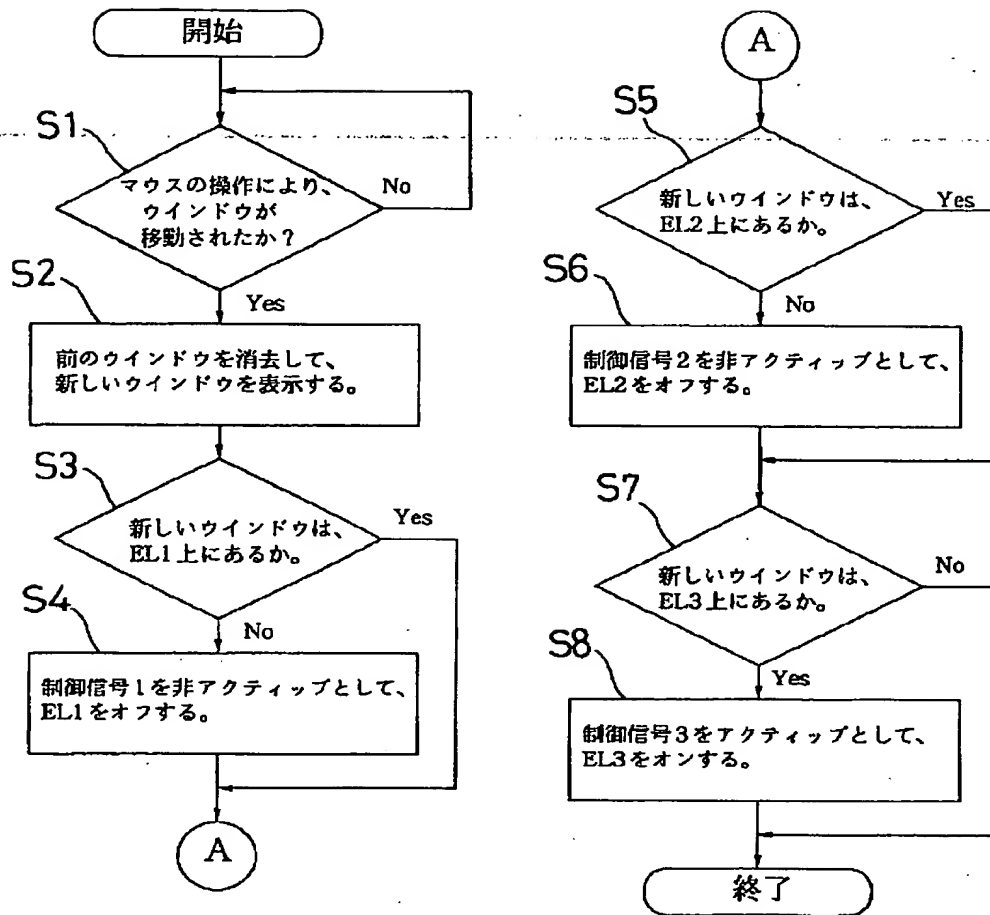 開始
S1
マウスの操作により、
ウインドウが
移動されたか？
No
Yes
S2
前のウインドウを消去して、
新しいウインドウを表示する。
S3
新しいウインドウは、
EL1上にあるか。
Yes
No
S4
制御信号1を非アクティップとして、
EL1をオフする。
A
A
S5
新しいウインドウは、
EL2上にあるか。
Yes
No
S6
制御信号2を非アクティップとして、
EL2をオフする。
S7
新しいウインドウは、
EL3上にあるか。
No
Yes
S8
制御信号3をアクティップとして、
EL3をオンする。
終了